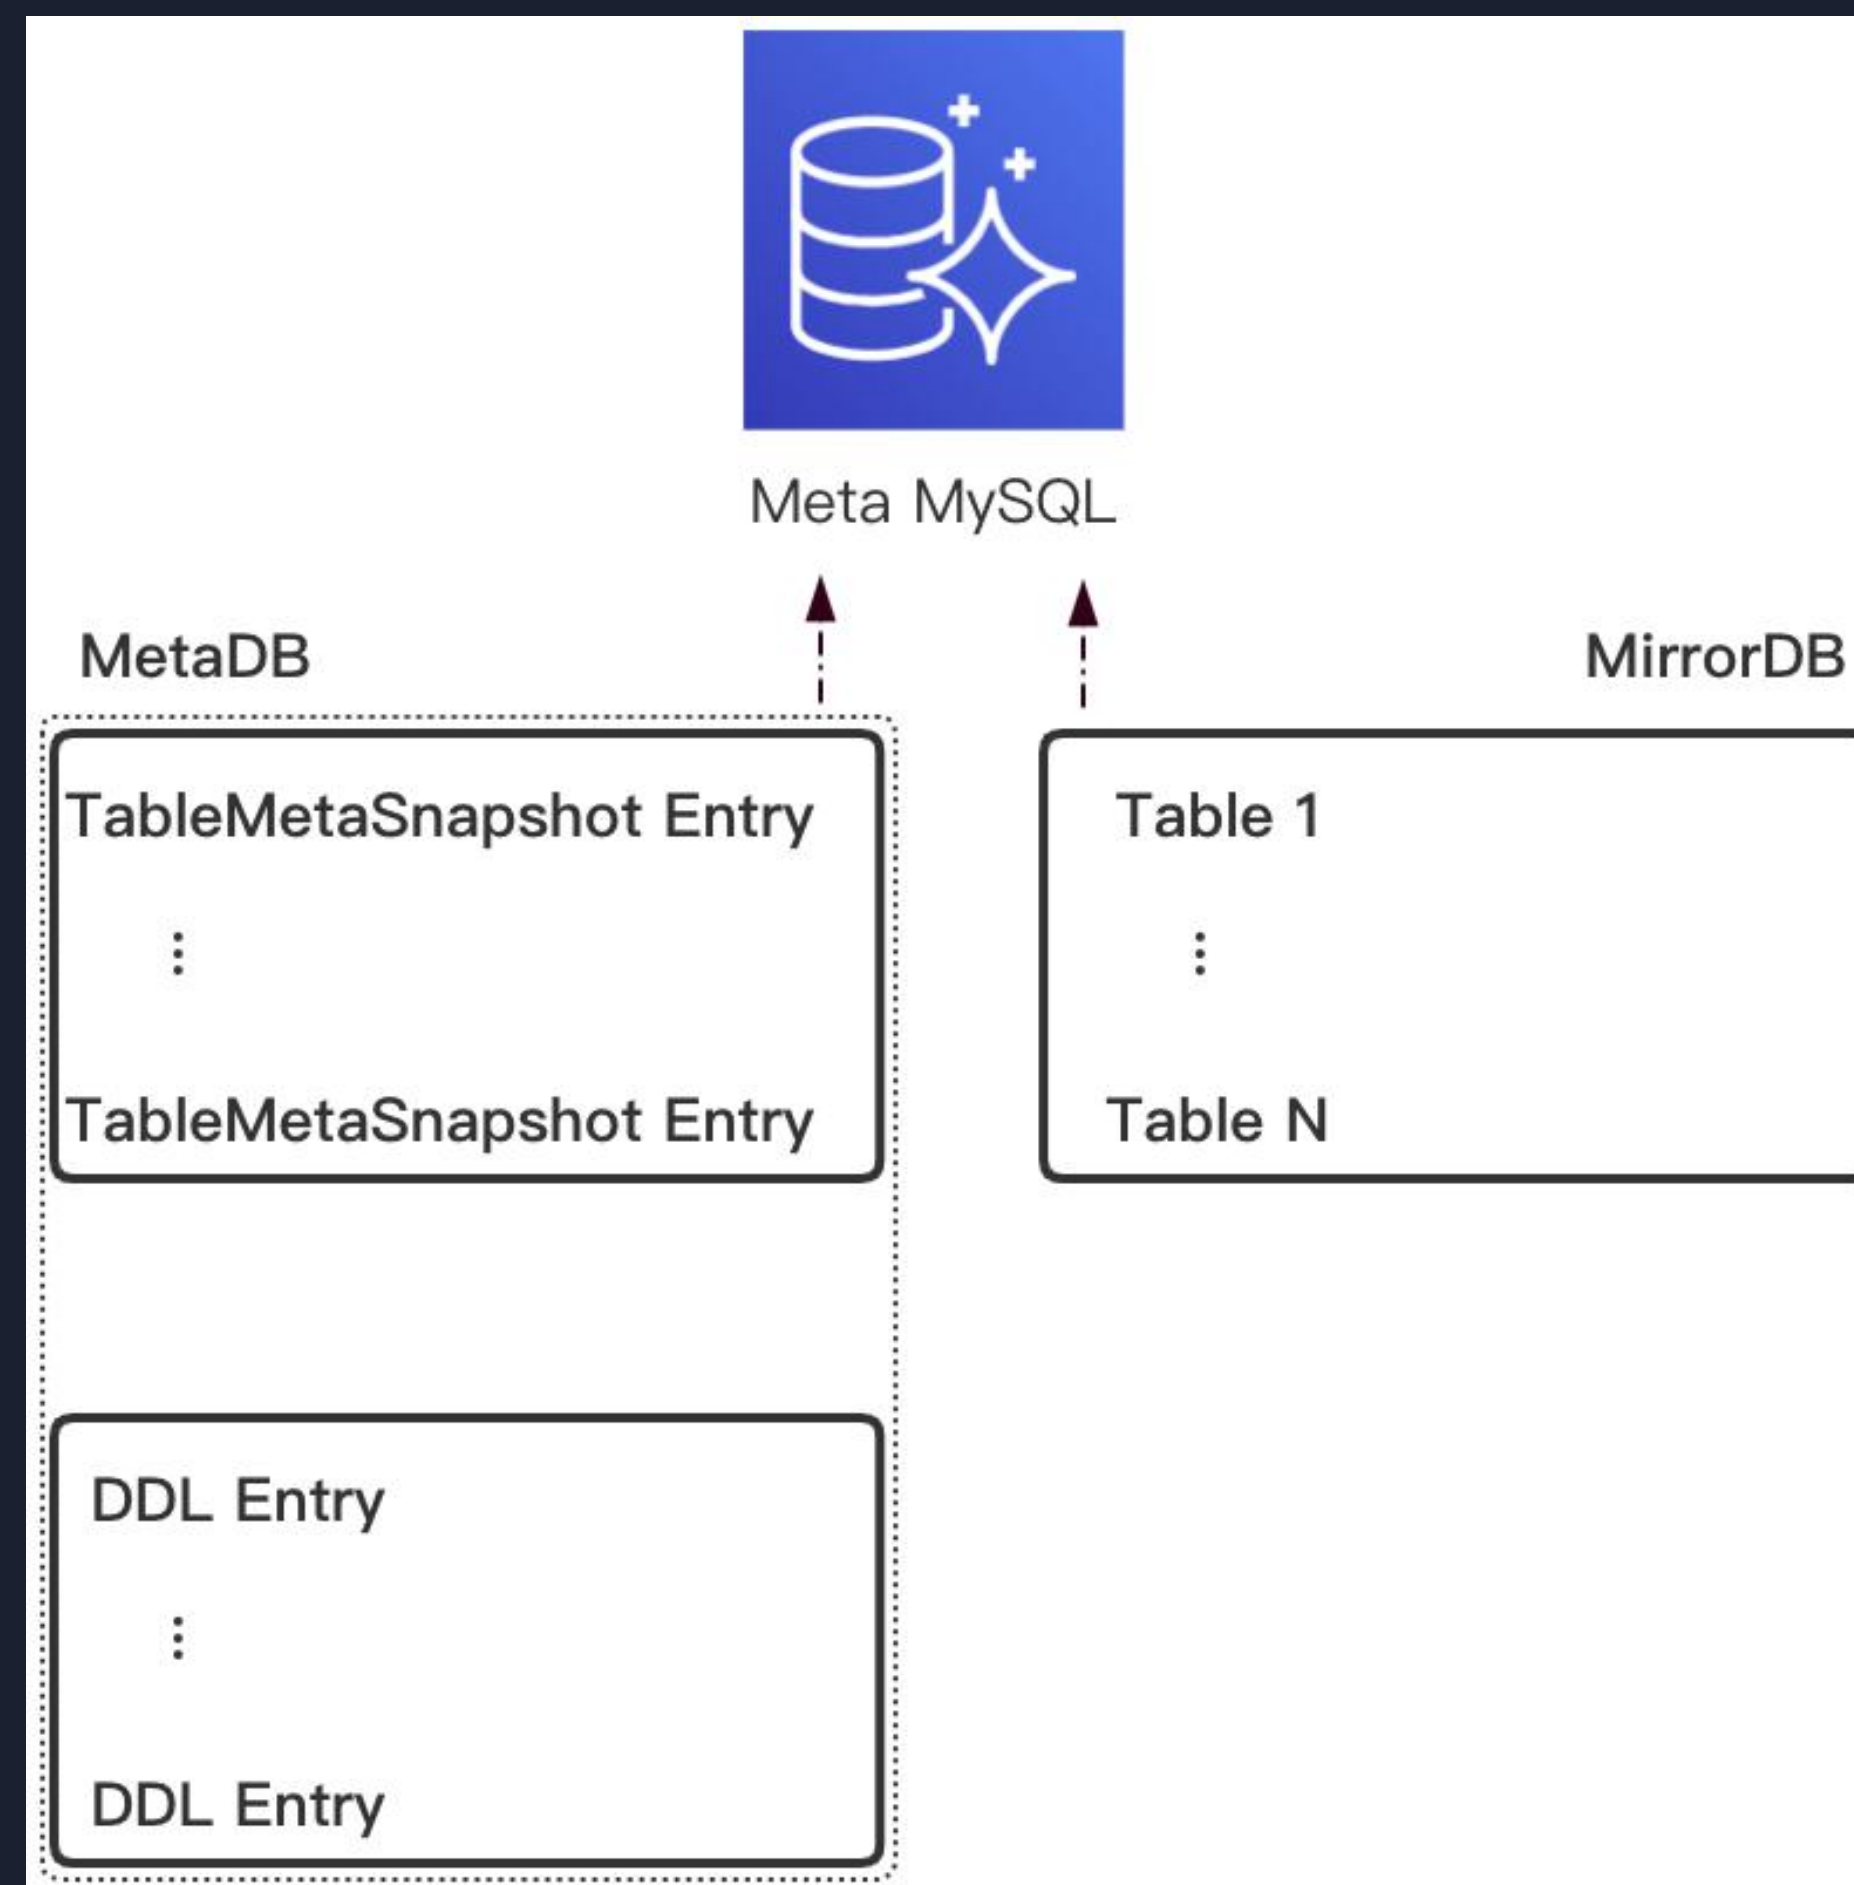 Meta MySQL
MetaDB
MirrorDB
TableMetaSnapshot Entry
⋮
TableMetaSnapshot Entry
Table 1
⋮
Table N
DDL Entry
⋮
DDL Entry